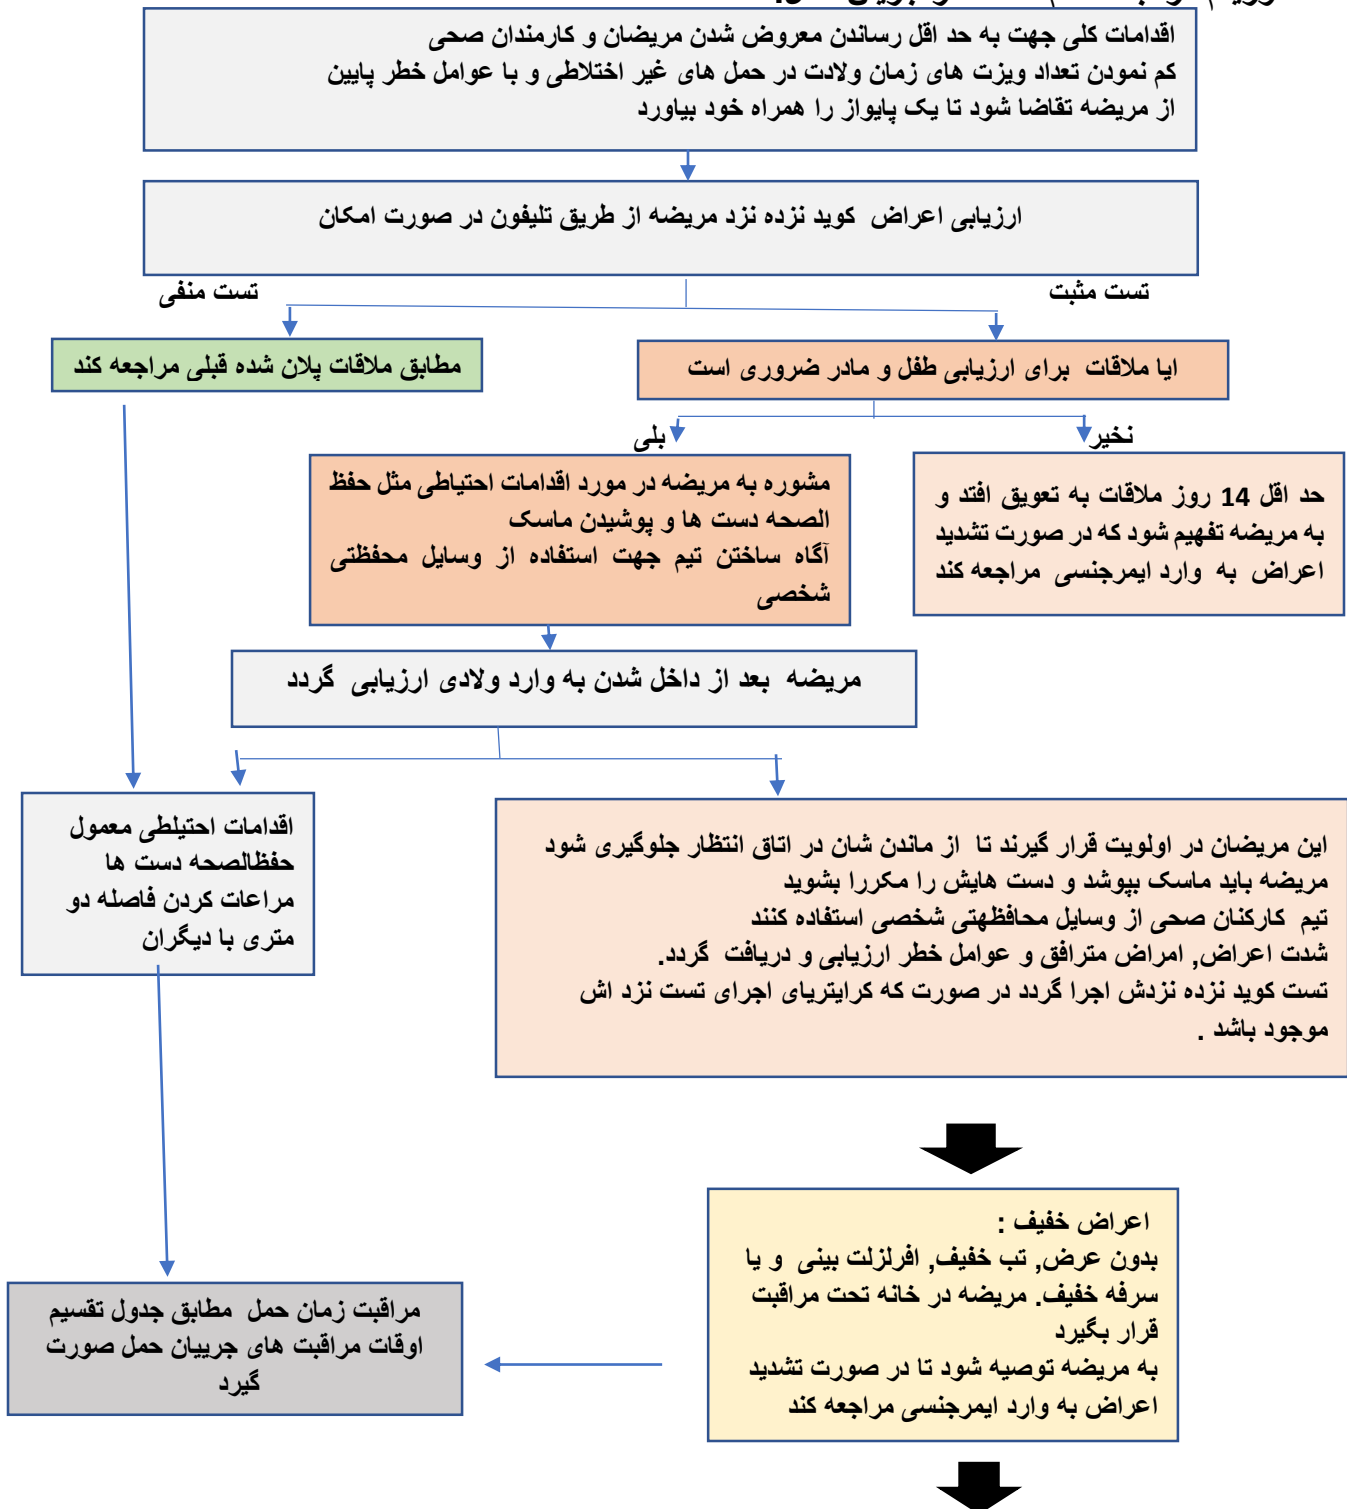 اقدامات کلی جهت به حد اقل رساندن معروض شدن مریضان و کارمندان صحی
کم نمودن تعداد ویزت های زمان ولادت در حمل های غیر اختلاطی و با عوامل خطر پایین
از مریضه تقاضا شود تا یک پایواز را همراه خود بیاورد
ارزیابی اعراض کوید نزده نزد مریضه از طریق تلیفون در صورت امکان
تست مثبت
تست منفی
ایا ملاقات برای ارزیابی طفل و مادر ضروری است
مطابق ملاقات پلان شده قبلی مراجعه کند
نخیر
بلی
حد اقل 14 روز ملاقات به تعویق افتد و
به مریضه تفهیم شود که در صورت تشدید
اعراض به وارد ایمرجنسی مراجعه کند
مشوره به مریضه در مورد اقدامات احتیاطی مثل حفظ
الصحه دست ها و پوشیدن ماسک
آگاه ساختن تیم جهت استفاده از وسایل محفظتی
شخصی
مریضه بعد از داخل شدن به وارد ولادی ارزیابی گردد
این مریضان در اولویت قرار گیرند تا از ماندن شان در اتاق انتظار جلوگیری شود
مریضه باید ماسک بپوشد و دست هایش را مکررا بشوید
تیم کارکنان صحی از وسایل محافظهتی شخصی استفاده کنند
شدت اعراض, امراض مترافق و عوامل خطر ارزیابی و دریافت گردد.
تست کوید نزده نزدش اجرا گردد در صورت که کرایتریای اجرای تست نزد اش
موجود باشد .
اقدامات احتیلطی معمول
حفظالصحه دست ها
مراعات کردن فاصله دو
متری با دیگران
اعراض خفیف :
بدون عرض, تب خفیف, افرلزلت بینی و یا
سرفه خفیف. مریضه در خانه تحت مراقبت
قرار بگیرد
به مریضه توصیه شود تا در صورت تشدید
اعراض به وارد ایمرجنسی مراجعه کند
مراقبت زمان حمل مطابق جدول تقسیم
اوقات مراقبت های جرییان حمل صورت
گیرد